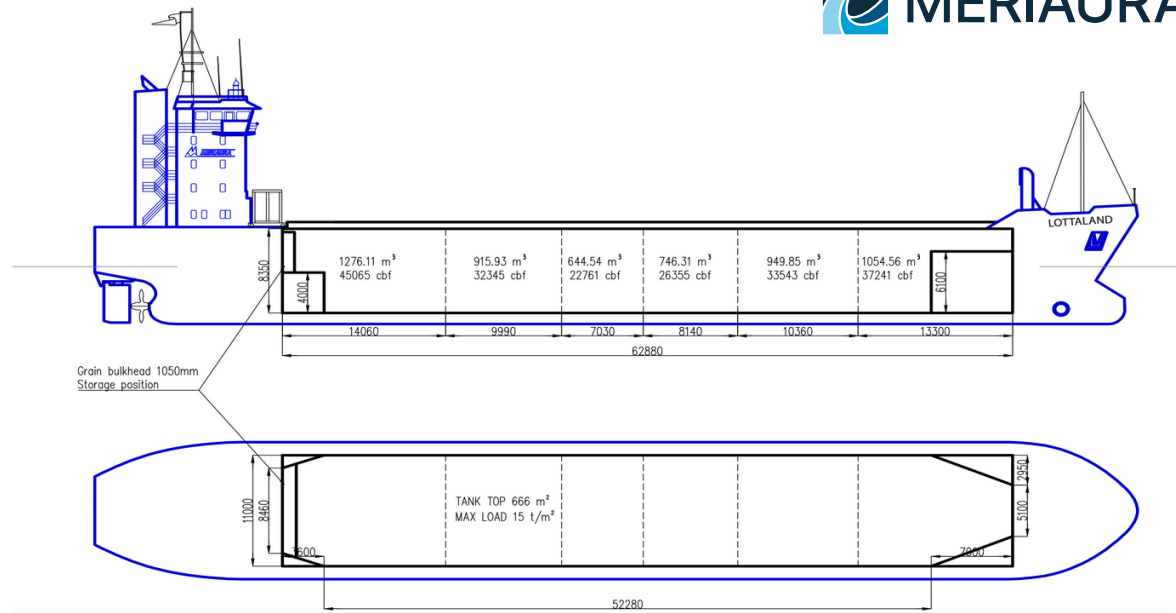 MERIAURA
MERIAURA
LOTTALAND
1276.11 m³
45065 cbf
915.93 m³
32345 cbf
644.54 m³
22761 cbf
746.31 m³
26355 cbf
949.85 m³
33543 cbf
1054.56 m³
37241 cbf
8350
4000
6100
14060
9990
7030
8140
10360
13300
62880
Grain bulkhead 1050mm
Storage position
11000
8460
TANK TOP 666 m²
MAX LOAD 15 t/m²
2950
5100
3600
7000
52280